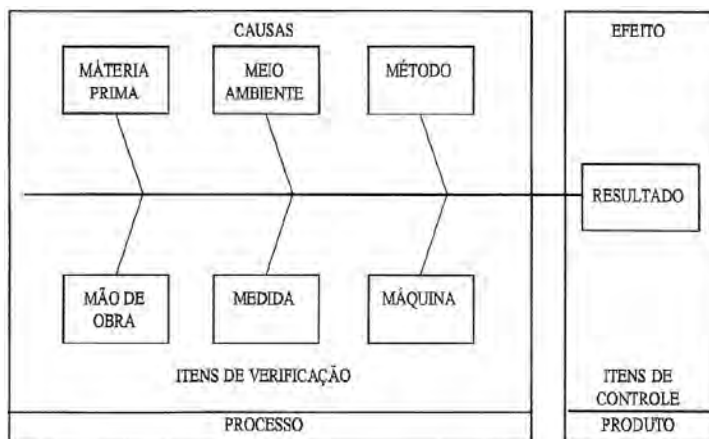 CAUSAS
EFEITO
MÁTERIA
PRIMA
MEIO
AMBIENTE
MÉTODO
RESULTADO
MÃO DE
OBRA
MEDIDA
MÁQUINA
ITENS DE VERIFICAÇÃO
ITENS DE
CONTROLE
PROCESSO
PRODUTO